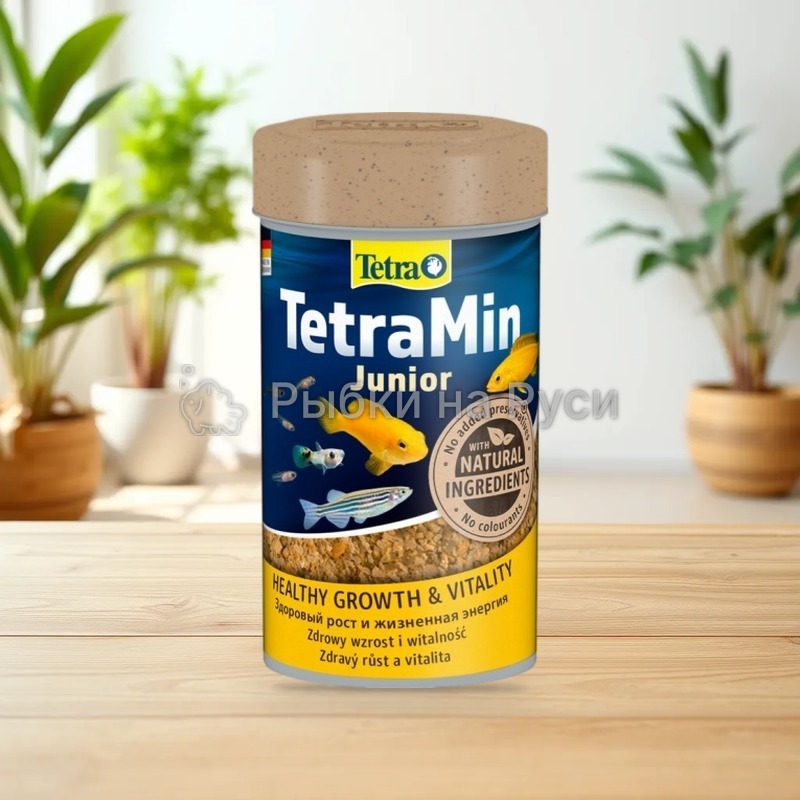 Tetra
TetraMin
Junior
Рыбки на Руси
No added preservatives
WITH
NATURAL
INGREDIENTS
No colourants
HEALTHY GROWTH & VITALITY
Здоровый рост и жизненная энергия
Zdrowy wzrost i witalność
Zdravý růst a vitalita